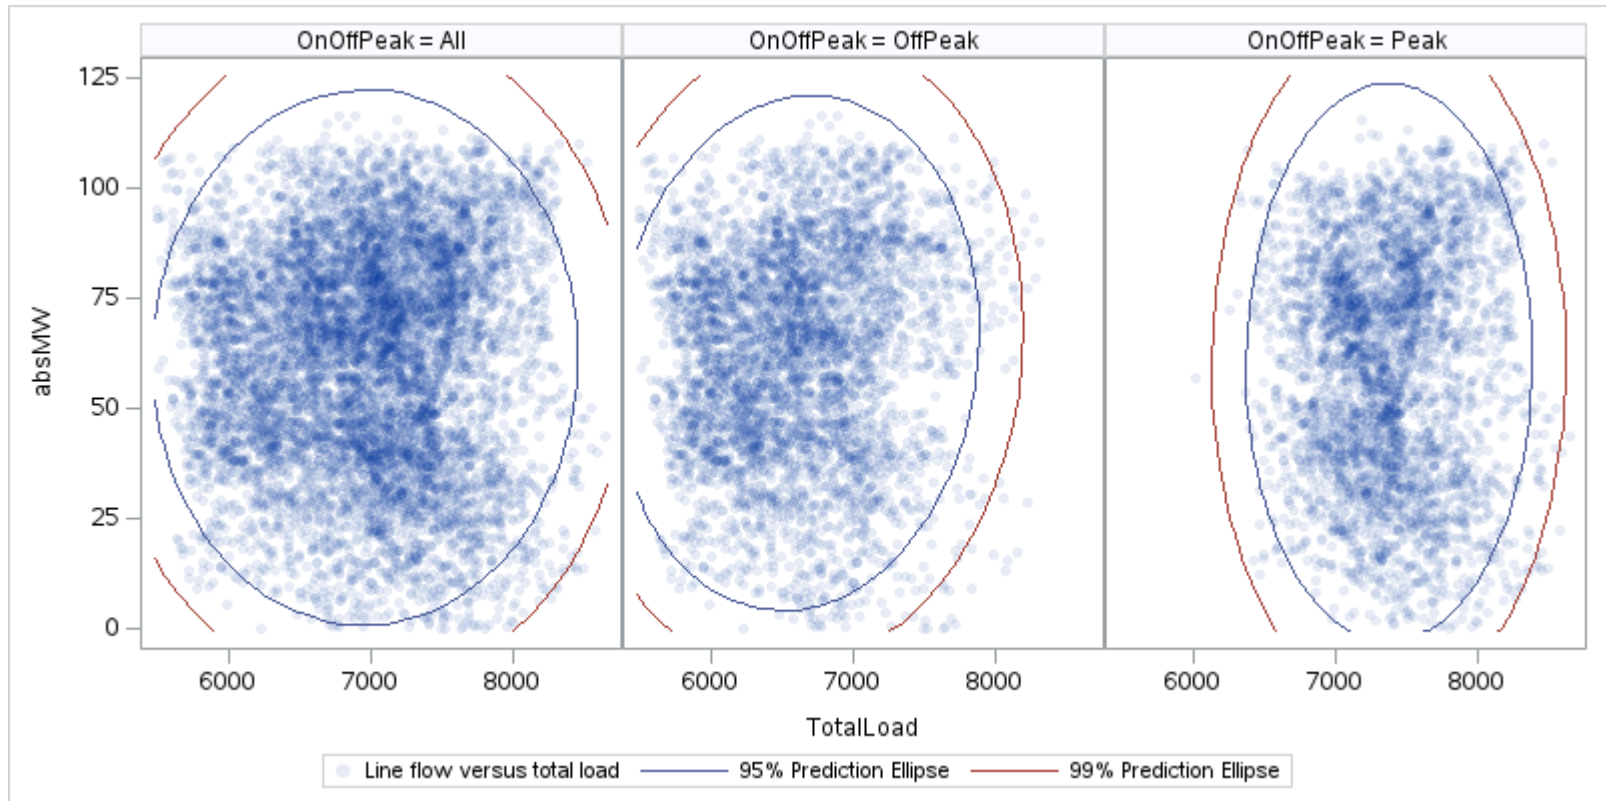 OnOffPeak = All
OnOffPeak = OffPeak
OnOffPeak = Peak
absMW
125
100
75
50
25
0
6000 7000 8000
6000 7000 8000
6000 7000 8000
TotalLoad
Line flow versus total load
95% Prediction Ellipse
99% Prediction Ellipse